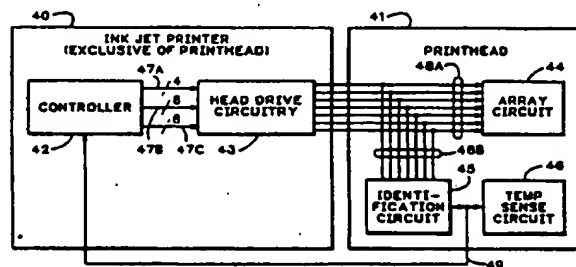 40
INK JET PRINTER
(EXCLUSIVE OF PRINTHEAD)
47A
4
CONTROLLER
8
6
HEAD DRIVE
CIRCUITRY
42
47B
47C
43
41
PRINTHEAD
48A
44
ARRAY
CIRCUIT
48B
45
46
IDENTI-
FICATION
CIRCUIT
TEMP
SENSE
CIRCUIT
49